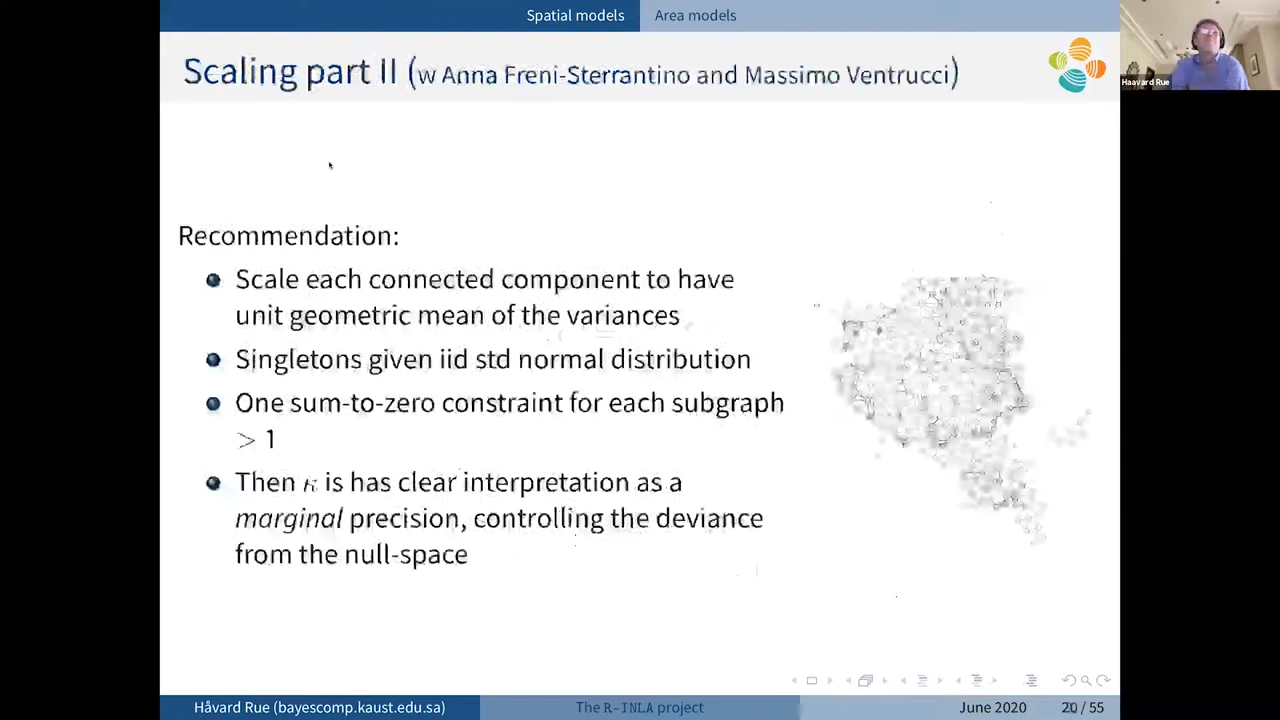 Spatial models Area models
Scaling part II (w Anna Freni-Sterrantino and Massimo Ventrucci)
Haavard Rue
Recommendation:
Scale each connected component to have
unit geometric mean of the variances
Singletons given iid std normal distribution
One sum-to-zero constraint for each subgraph
> 1
Then κ is has clear interpretation as a
marginal precision, controlling the deviance
from the null-space
Håvard Rue (bayescomp.kaust.edu.sa) The R-INLA project June 2020 20 / 55